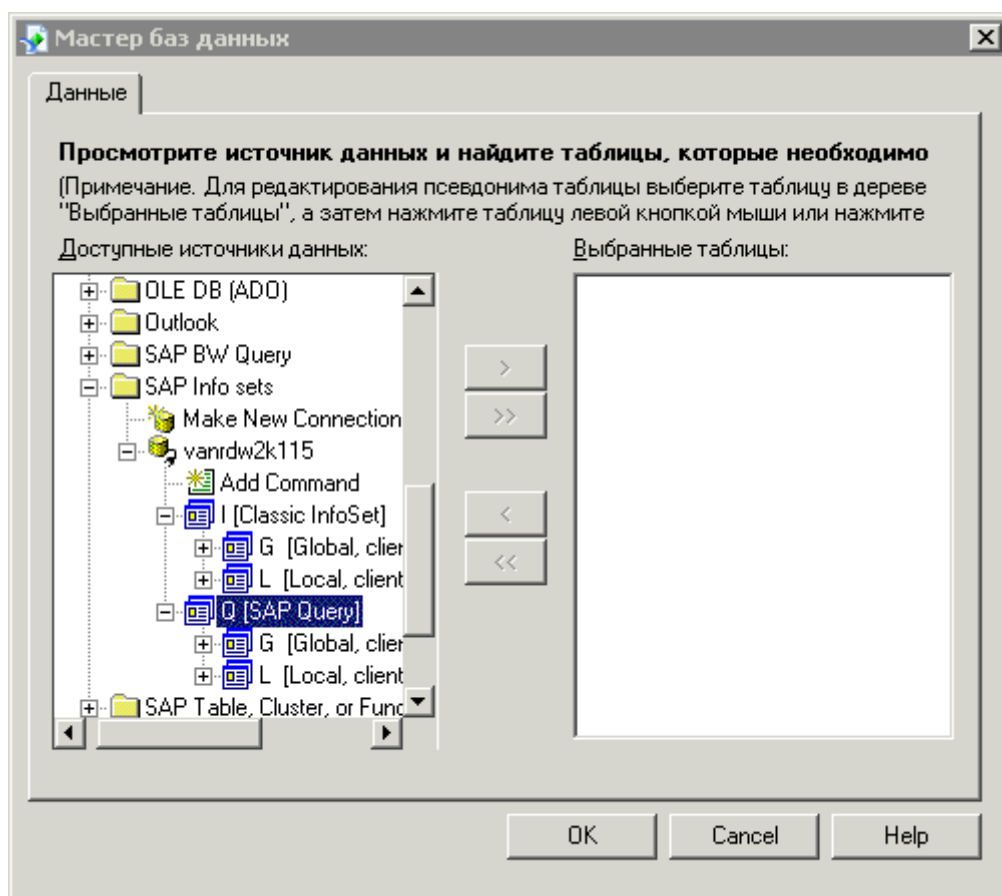 Мастер баз данных
Данные
Просмотрите источник данных и найдите таблицы, которые необходимо
(Примечание. Для редактирования псевдонима таблицы выберите таблицу в дереве
"Выбранные таблицы", а затем нажмите таблицу левой кнопкой мыши или нажмите
Доступные источники данных:
Выбранные таблицы:
OLE DB (ADO)
Outlook
SAP BW Query
SAP Info sets
Make New Connection
vanrdw2k115
Add Command
I [Classic InfoSet]
G [Global, clier
L [Local, client
Q [SAP Query]
G [Global, clier
L [Local, client
SAP Table, Cluster, or Func
>
>>
<
<<
OK
Cancel
Help